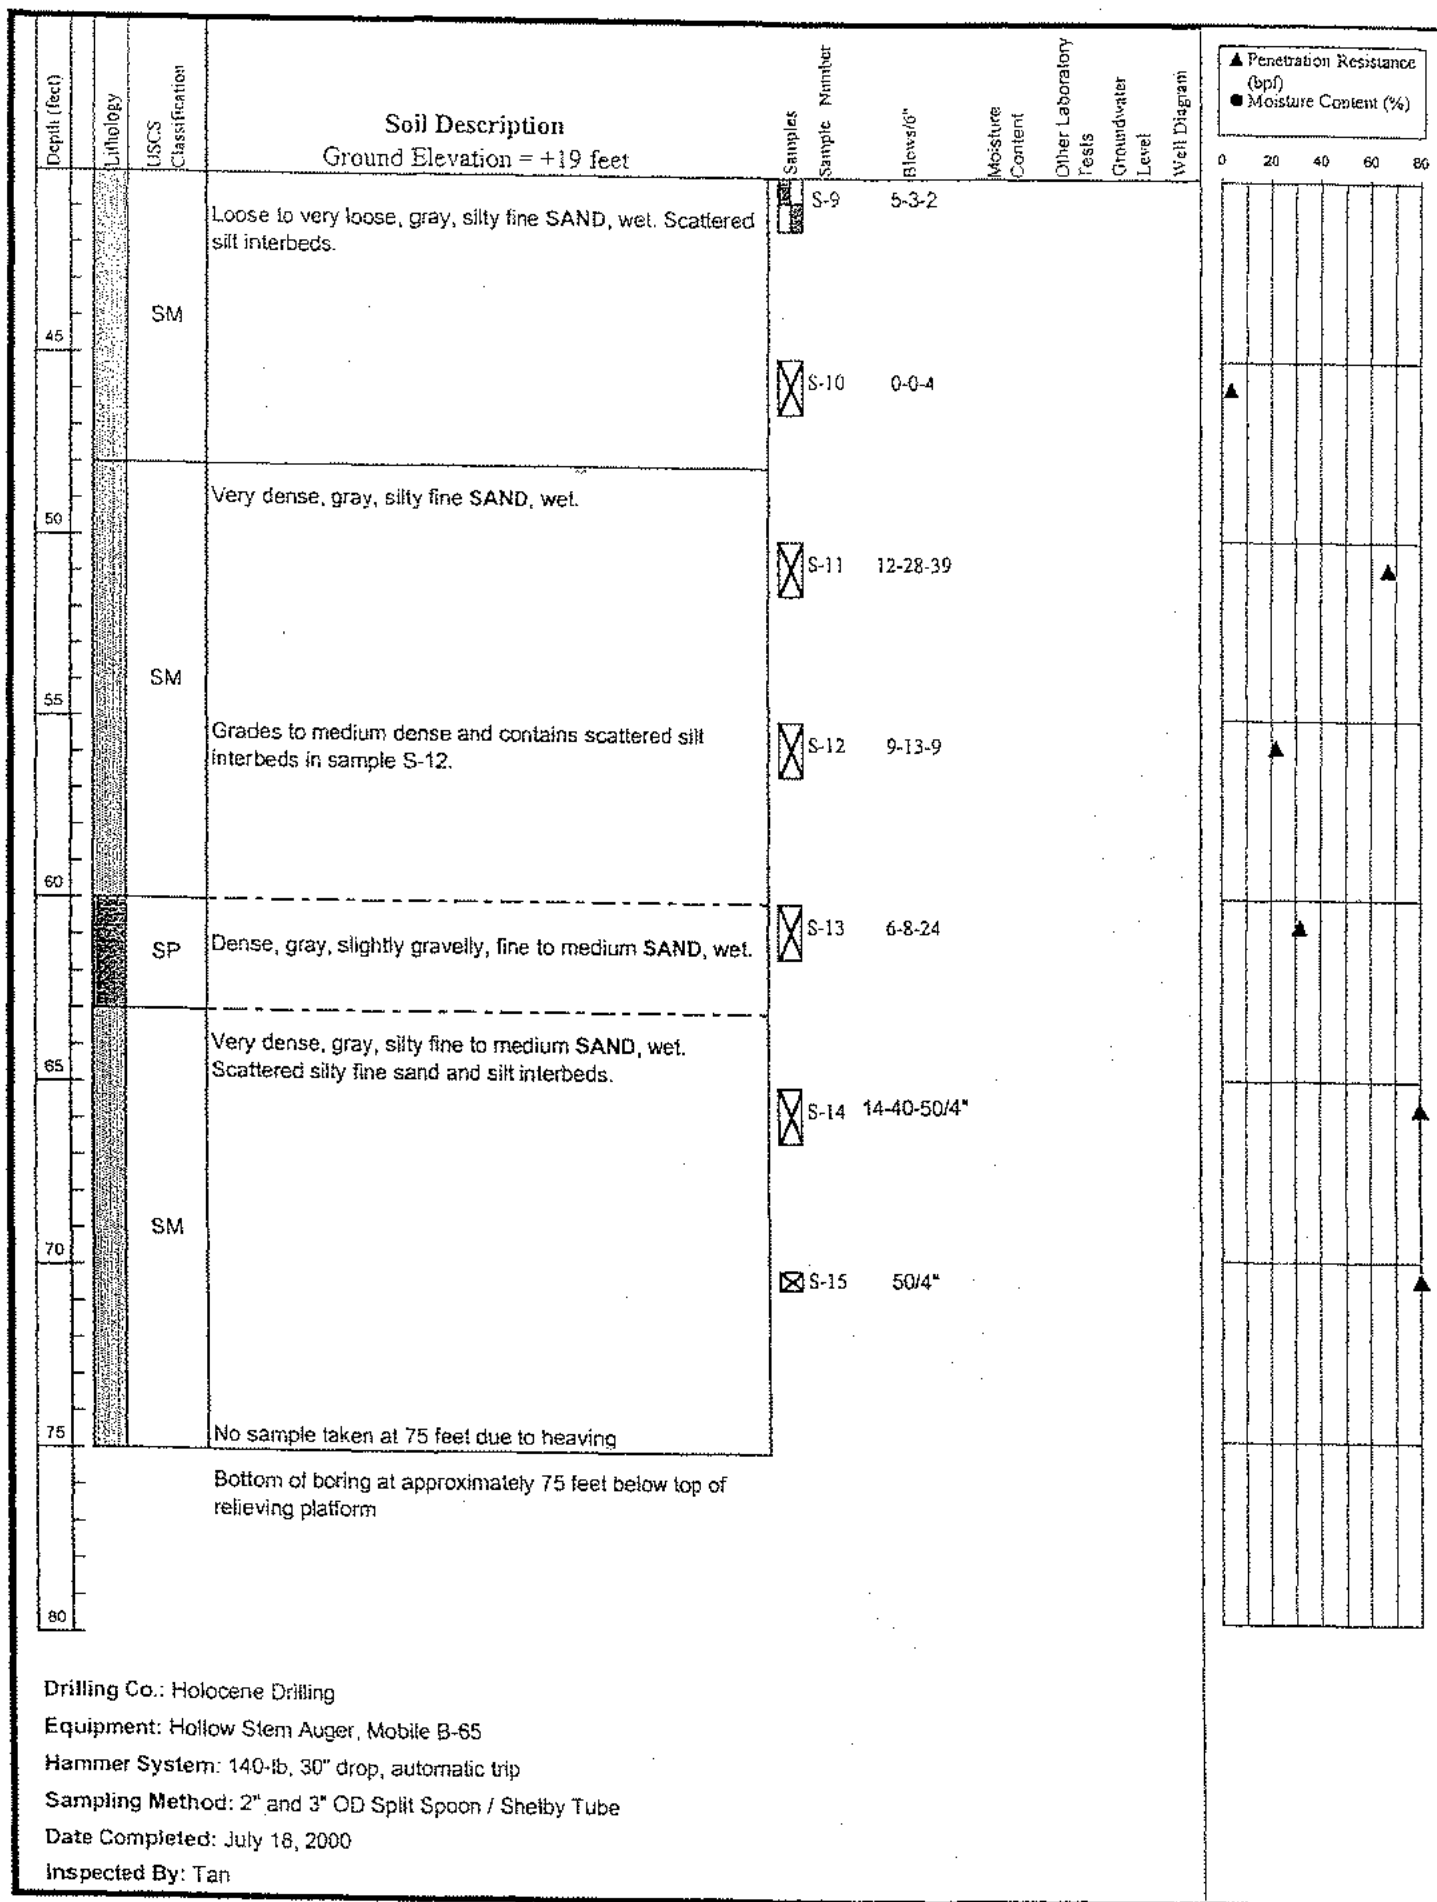 Depth (feet)
Lithology
USCS
Classification
Soil Description
Ground Elevation = +19 feet
Samples
Sample Number
Blows/6"
Moisture
Content
Other Laboratory
Tests
Groundwater
Level
Well Diagram
▲ Penetration Resistance
(bpf)
● Moisture Content (%)
0 20 40 60 80
Loose to very loose, gray, silty fine SAND, wet. Scattered
silt interbeds.
S-9 5-3-2
SM
45
S-10 0-0-4
Very dense, gray, silty fine SAND, wet.
50
S-11 12-28-39
SM
55
Grades to medium dense and contains scattered silt
interbeds in sample S-12.
S-12 9-13-9
60
S-13 6-8-24
SP
Dense, gray, slightly gravelly, fine to medium SAND, wet.
Very dense, gray, silty fine to medium SAND, wet.
Scattered silty fine sand and silt interbeds.
65
S-14 14-40-50/4"
SM
70
S-15 50/4"
75
No sample taken at 75 feet due to heaving
Bottom of boring at approximately 75 feet below top of
relieving platform
80
Drilling Co.: Holocene Drilling
Equipment: Hollow Stem Auger, Mobile B-65
Hammer System: 140-lb, 30" drop, automatic trip
Sampling Method: 2" and 3" OD Split Spoon / Shelby Tube
Date Completed: July 18, 2000
Inspected By: Tan